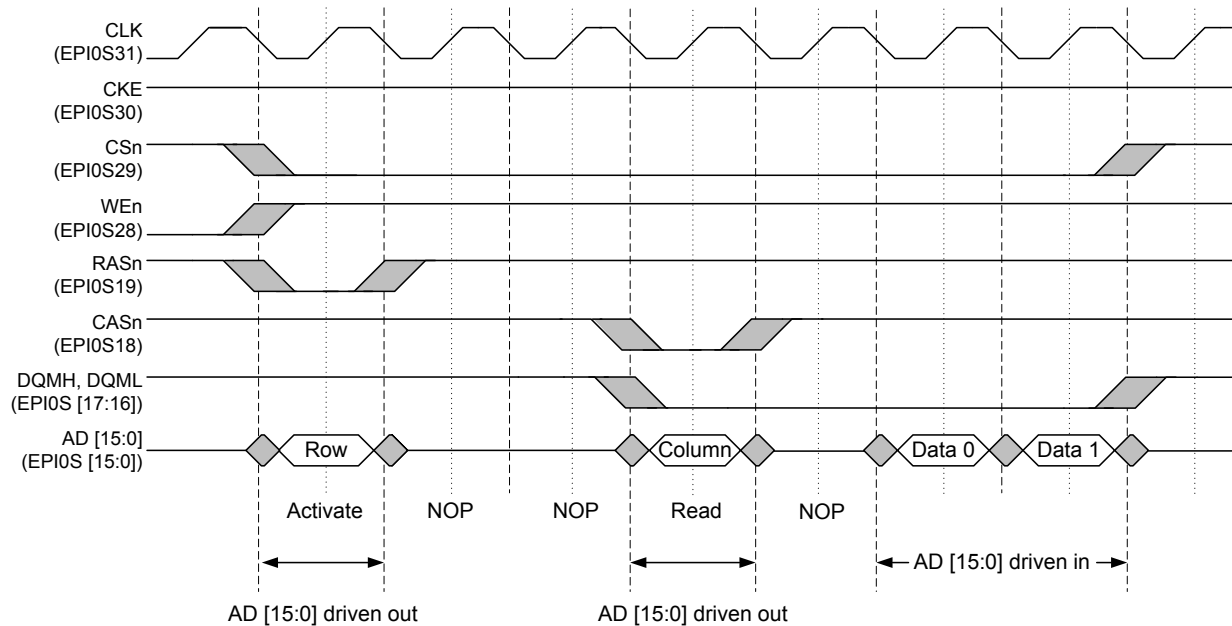 CLK
(EPI0S31)
CKE
(EPI0S30)
CSn
(EPI0S29)
WEn
(EPI0S28)
RASn
(EPI0S19)
CASn
(EPI0S18)
DQMH, DQML
(EPI0S [17:16])
AD [15:0]
(EPI0S [15:0])
Row
Column
Data 0
Data 1
Activate
NOP
NOP
Read
NOP
AD [15:0] driven in
AD [15:0] driven out
AD [15:0] driven out